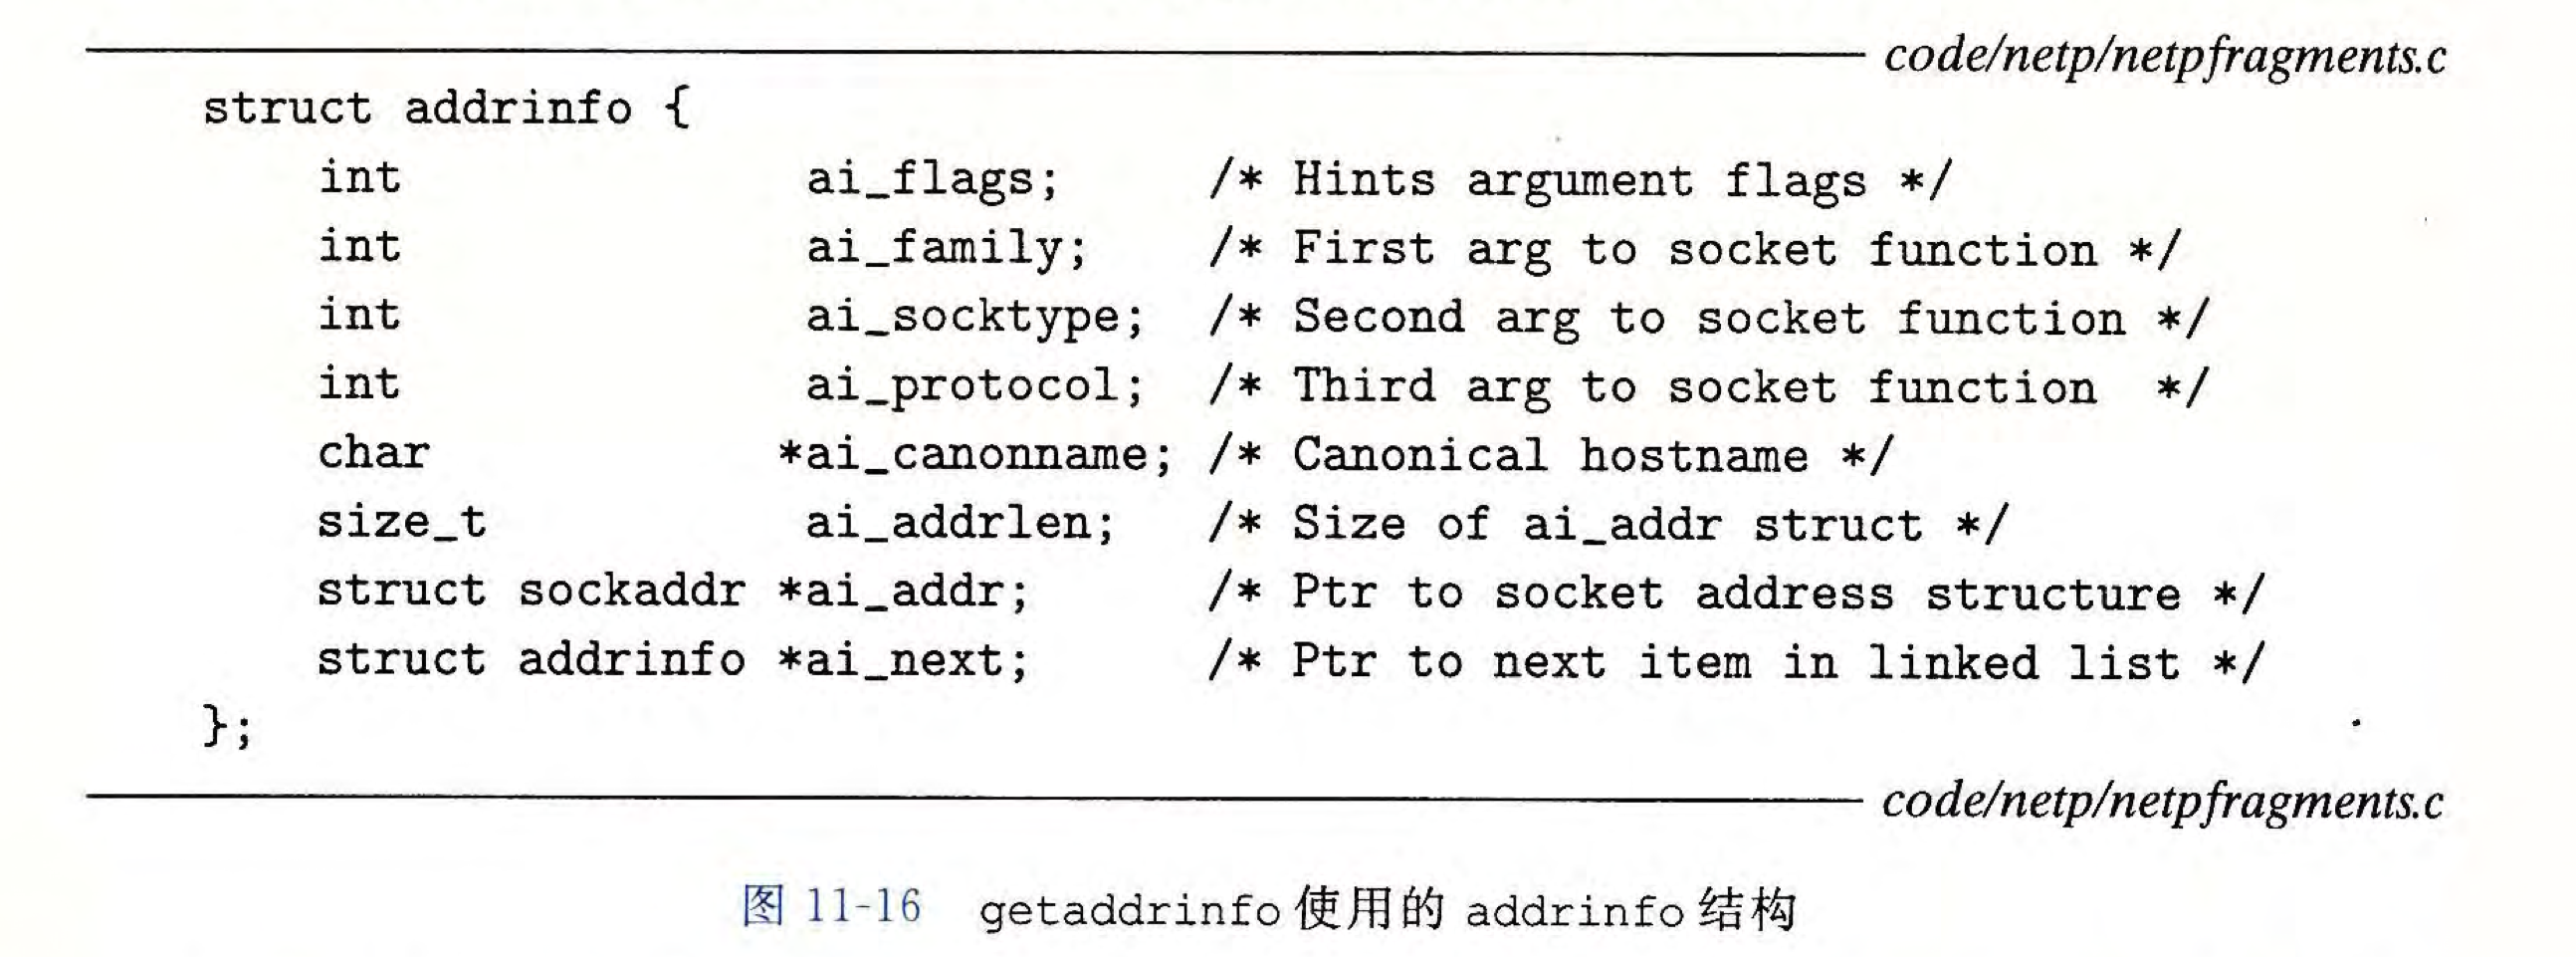 code/netp/netpfragments.c
struct addrinfo {
    int              ai_flags;     /* Hints argument flags */
    int              ai_family;    /* First arg to socket function */
    int              ai_socktype;  /* Second arg to socket function */
    int              ai_protocol;  /* Third arg to socket function  */
    char            *ai_canonname; /* Canonical hostname */
    size_t           ai_addrlen;   /* Size of ai_addr struct */
    struct sockaddr *ai_addr;      /* Ptr to socket address structure */
    struct addrinfo *ai_next;      /* Ptr to next item in linked list */
};
code/netp/netpfragments.c
图 11-16 getaddrinfo 使用的 addrinfo 结构